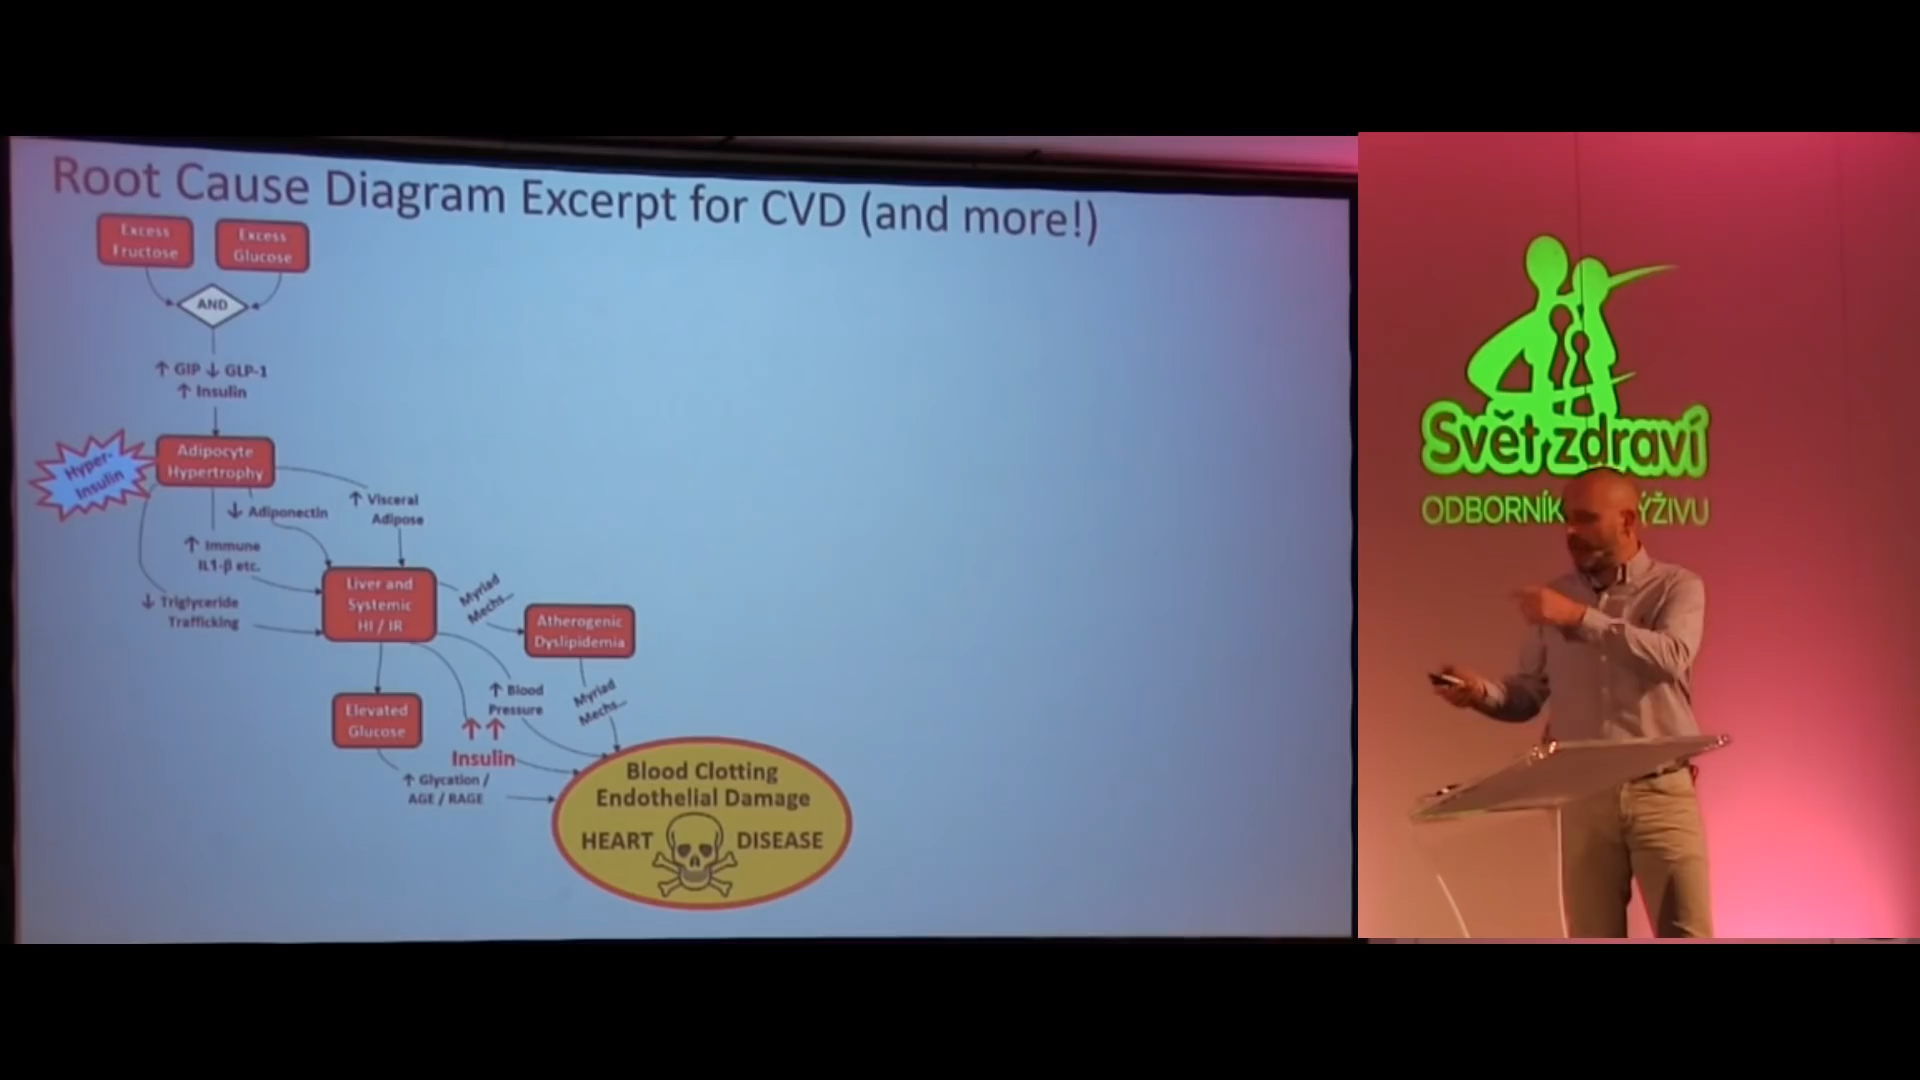 Root Cause Diagram Excerpt for CVD (and more!)
Excess
Fructose
Excess
Glucose
AND
↑ GIP ↓ GLP-1
↑ Insulin
Hyper-
Insulin
Adipocyte
Hypertrophy
↓ Adiponectin
↑ Visceral
Adipose
↑ Immune
IL1-β etc.
↓ Triglyceride
Trafficking
Liver and
Systemic
HI / IR
Myriad
Mechs...
Atherogenic
Dyslipidemia
Elevated
Glucose
↑ Blood
Pressure
Myriad
Mechs...
↑↑
Insulin
↑ Glycation /
AGE / RAGE
Blood Clotting
Endothelial Damage
HEART DISEASE
Svět zdraví
ODBORNÍK ÝŽIVU